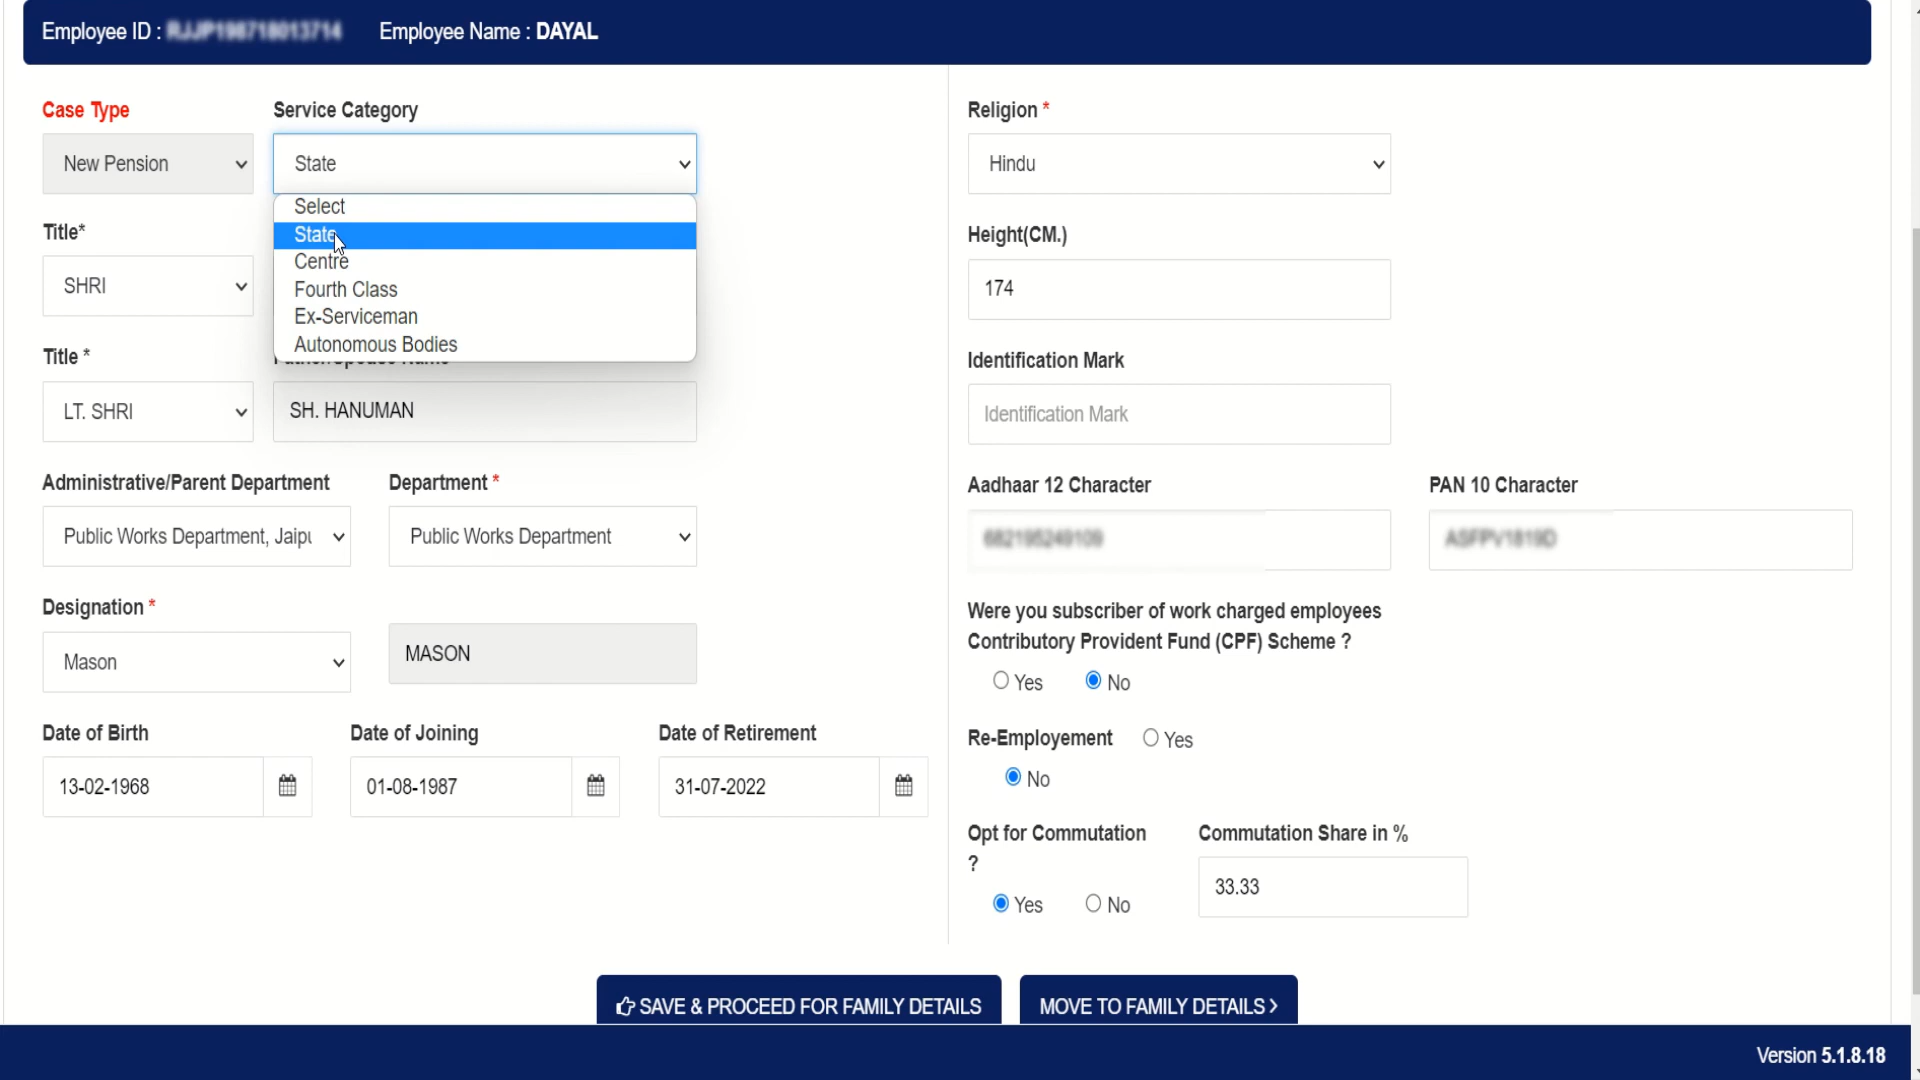 Employee ID : Employee Name : DAYAL
Case Type Service Category
New Pension State
Select
State
Centre
Fourth Class
Ex-Serviceman
Autonomous Bodies
Title*
SHRI
Title *
LT. SHRI SH. HANUMAN
Administrative/Parent Department Department *
Public Works Department, Jaipu Public Works Department
Designation *
Mason MASON
Date of Birth Date of Joining Date of Retirement
13-02-1968 01-08-1987 31-07-2022
Religion *
Hindu
Height(CM.)
174
Identification Mark
Identification Mark
Aadhaar 12 Character PAN 10 Character
Were you subscriber of work charged employees
Contributory Provident Fund (CPF) Scheme ?
Yes No
Re-Employement Yes
No
Opt for Commutation Commutation Share in %
?
33.33
Yes No
SAVE & PROCEED FOR FAMILY DETAILS MOVE TO FAMILY DETAILS >
Version 5.1.8.18